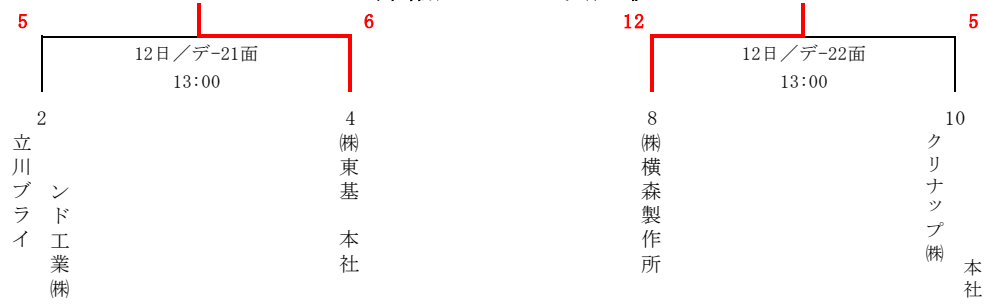 5
6
12日／デ-21面
13:00
2
4
立川ブライ
ンド工業㈱
㈱東基 本社
12
5
12日／デ-22面
13:00
8
10
㈱横森製作所
クリナップ㈱
本社